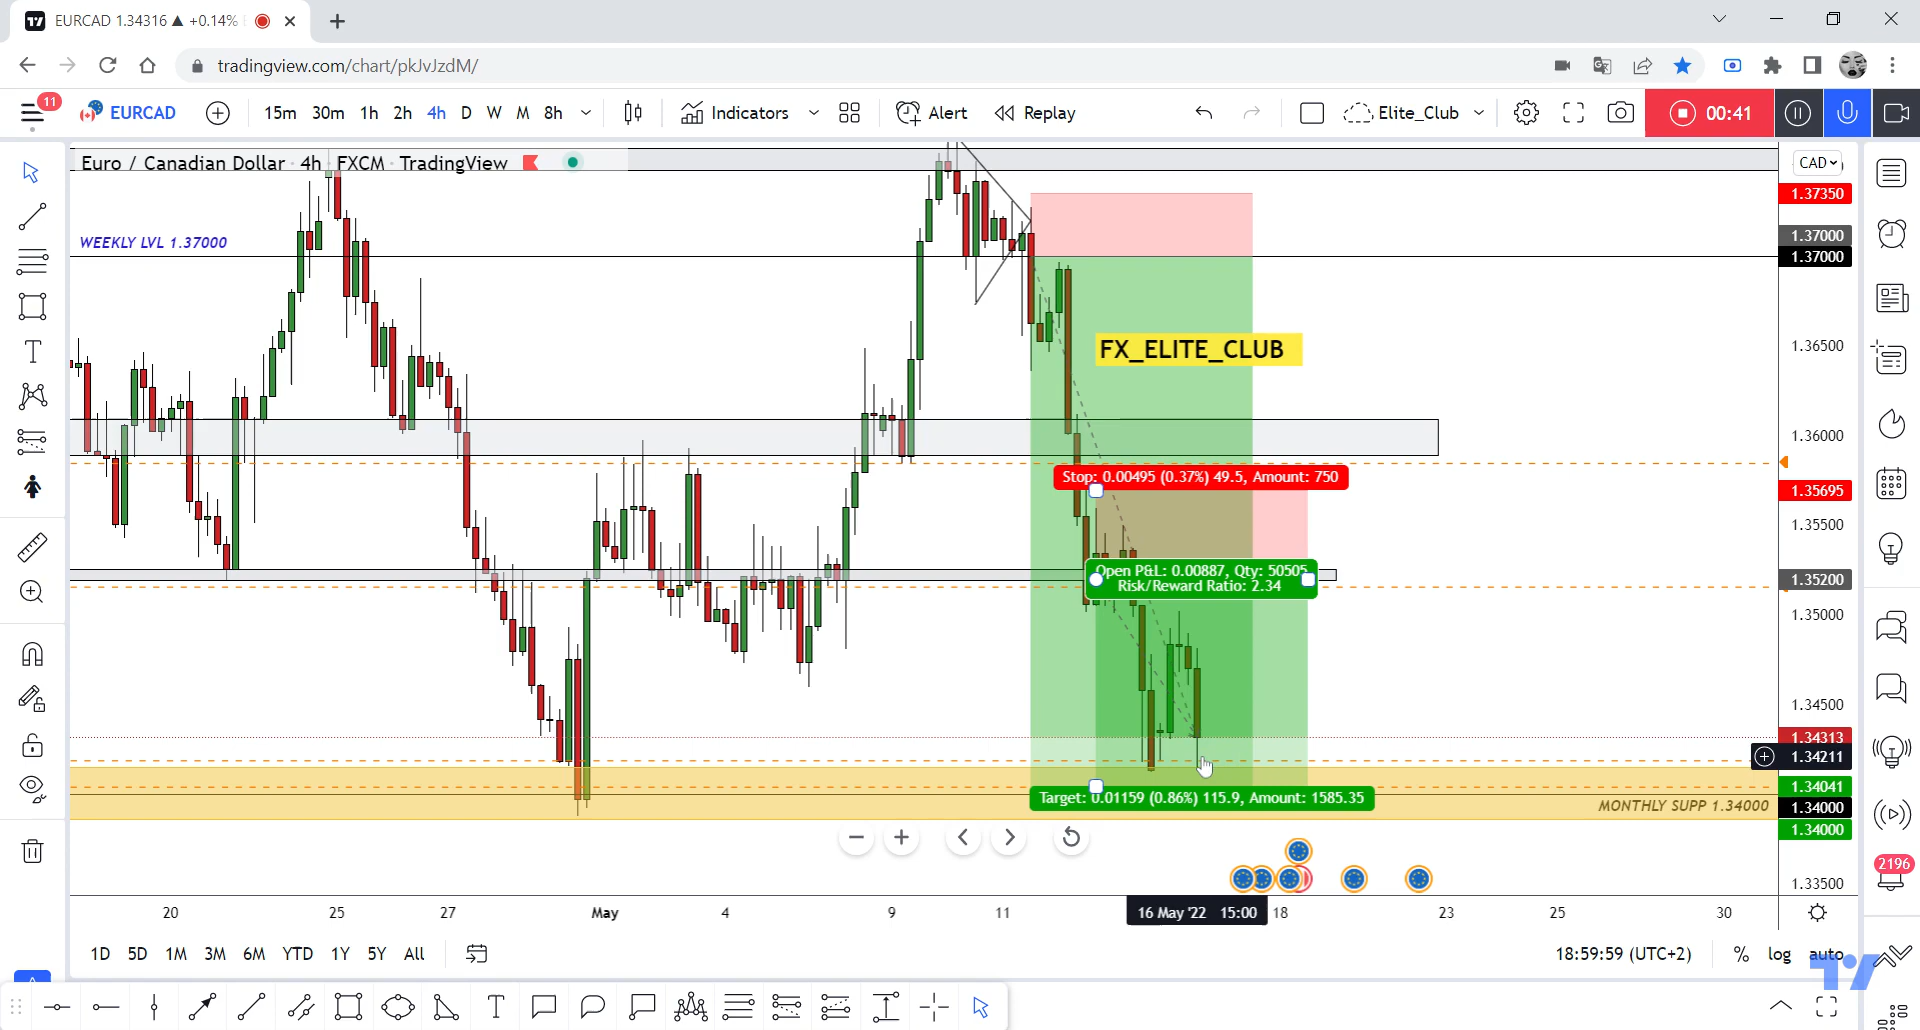 EURCAD 1.34316 ▲ +0.14%
tradingview.com/chart/pkJvJzdM/
11
EURCAD 15m 30m 1h 2h 4h D W M 8h Indicators Alert Replay Elite_Club 00:41
Euro / Canadian Dollar · 4h · FXCM · TradingView
CAD
1.37350
WEEKLY LVL 1.37000
1.37000
1.37000
FX_ELITE_CLUB
1.36500
1.36000
Stop: 0.00495 (0.37%) 49.5, Amount: 750
1.35695
1.35500
Open P&L: 0.00887, Qty: 50505
Risk/Reward Ratio: 2.34
1.35200
1.35000
1.34500
1.34313
1.34211
1.34041
Target: 0.01159 (0.86%) 115.9, Amount: 1585.35
MONTHLY SUPP 1.34000
1.34000
1.34000
2196
1.33500
20 25 27 May 4 9 11 16 May '22 15:00 18 23 25 30
1D 5D 1M 3M 6M YTD 1Y 5Y All
18:59:59 (UTC+2) % log auto